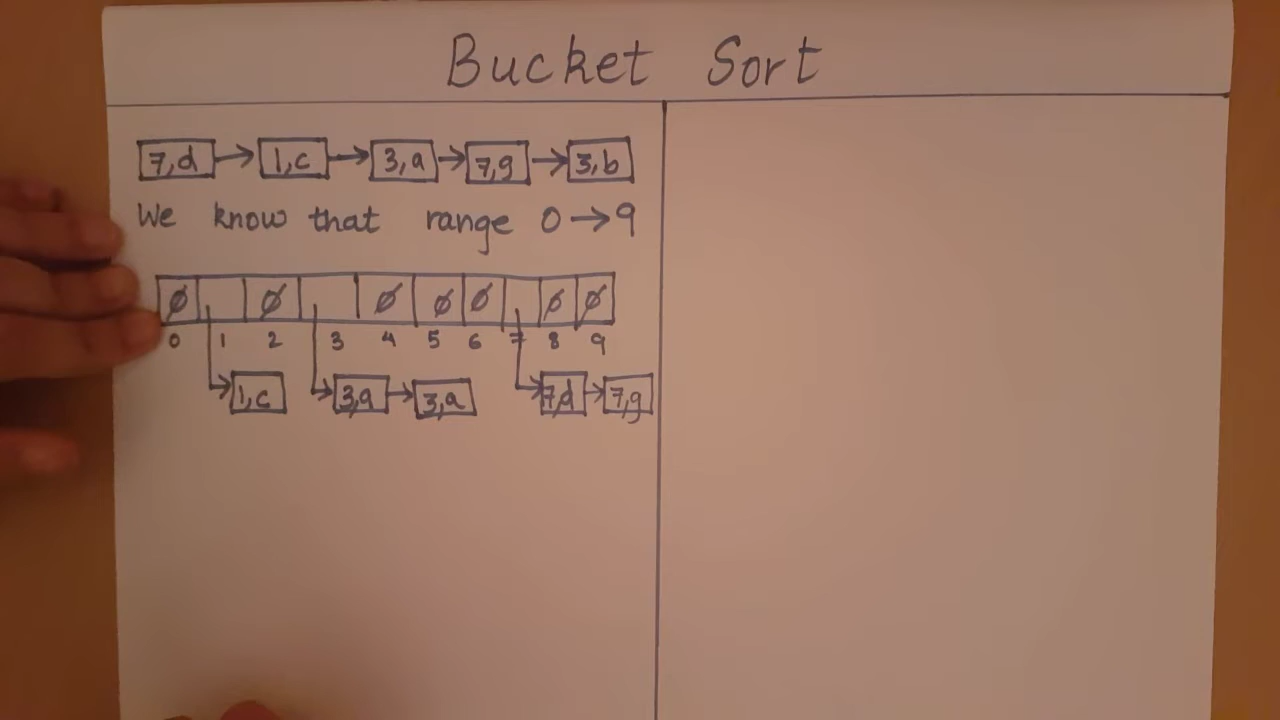 Bucket Sort
7,d → 1,c → 3,a → 7,g → 3,b
We know that range 0 → 9
Ø Ø Ø Ø Ø Ø Ø
0 1 2 3 4 5 6 7 8 9
1,c 3,a → 3,a 7,d → 7,g